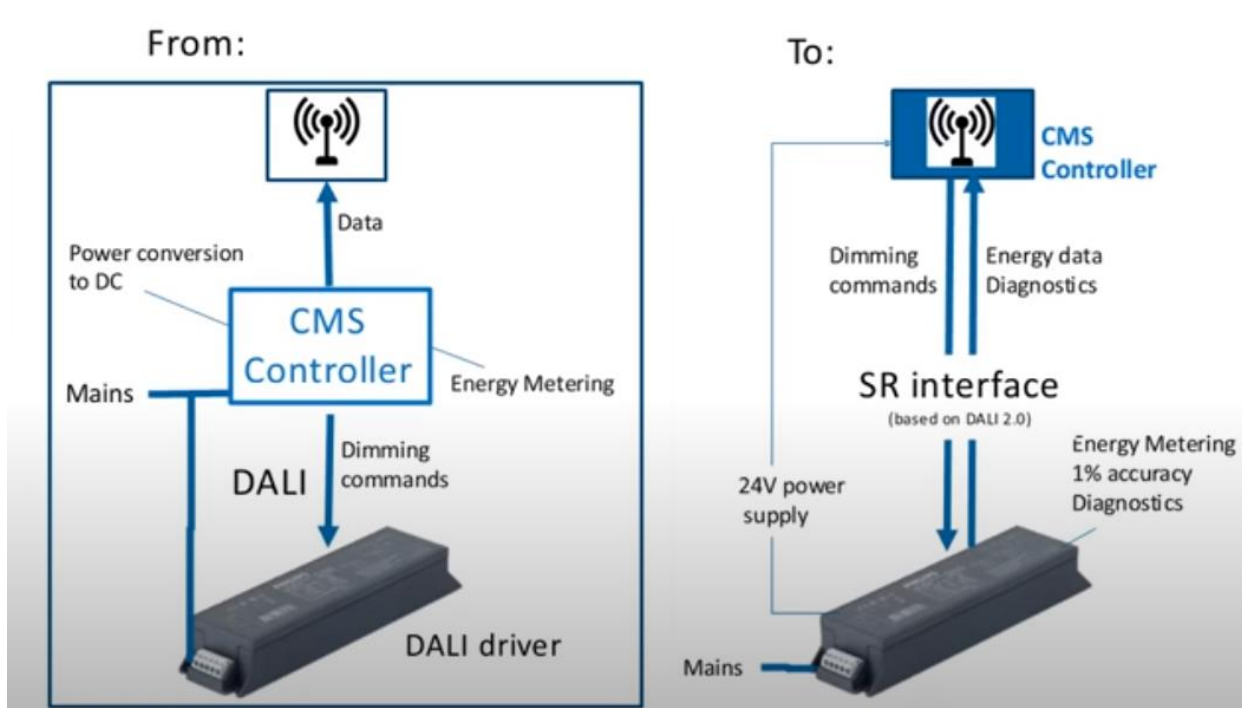 From:
To:
CMS
Controller
Data
Power conversion
to DC
CMS
Controller
Mains
Energy Metering
DALI
Dimming
commands
DALI driver
Dimming
commands
Energy data
Diagnostics
SR interface
(based on DALI 2.0)
24V power
supply
Energy Metering
1% accuracy
Diagnostics
Mains